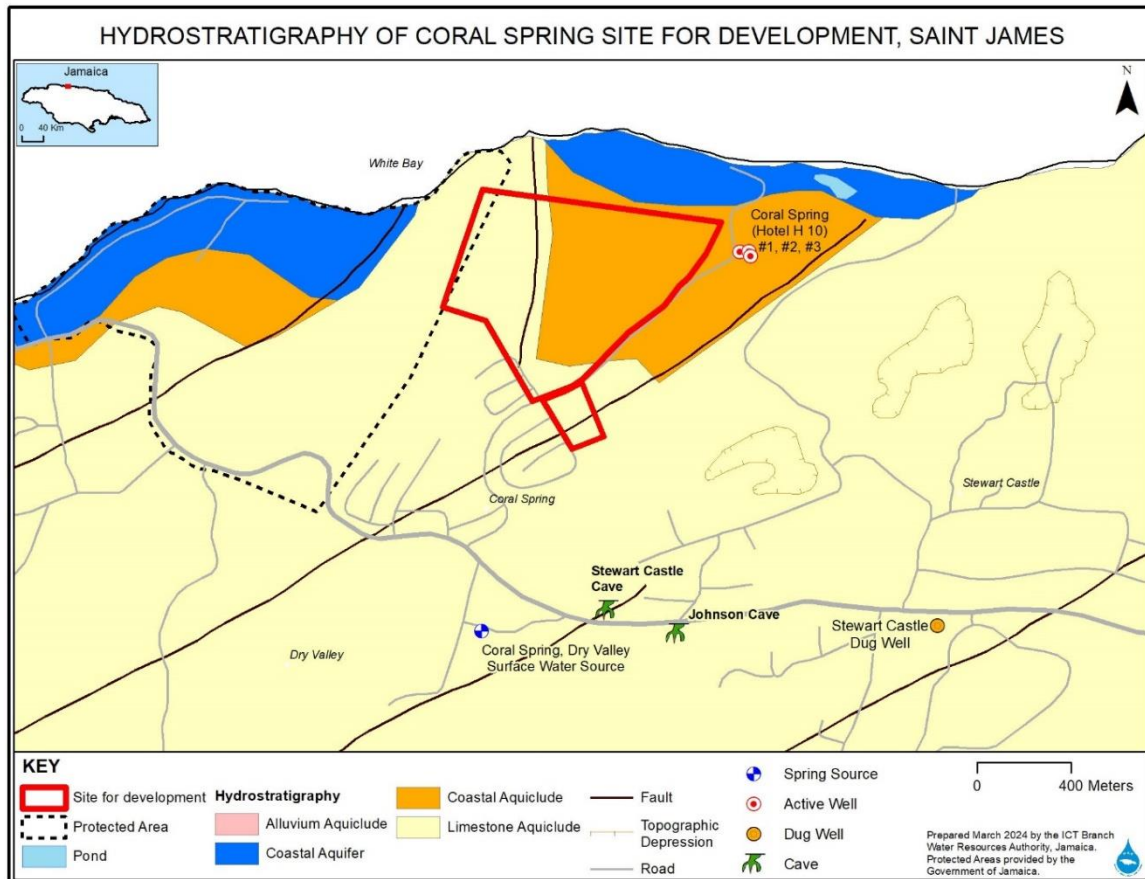 HYDROSTRATIGRAPHY OF CORAL SPRING SITE FOR DEVELOPMENT, SAINT JAMES
Jamaica
0 40 Km
N
White Bay
Coral Spring
(Hotel H 10)
#1, #2, #3
Coral Spring
Stewart Castle
Stewart Castle
Cave
Johnson Cave
Stewart Castle
Dug Well
Dry Valley
Coral Spring, Dry Valley
Surface Water Source
KEY
Site for development
Protected Area
Pond
Hydrostratigraphy
Alluvium Aquiclude
Coastal Aquifer
Coastal Aquiclude
Limestone Aquiclude
Fault
Topographic
Depression
Road
Spring Source
Active Well
Dug Well
Cave
0 400 Meters
Prepared March 2024 by the ICT Branch
Water Resources Authority, Jamaica.
Protected Areas provided by the
Government of Jamaica.